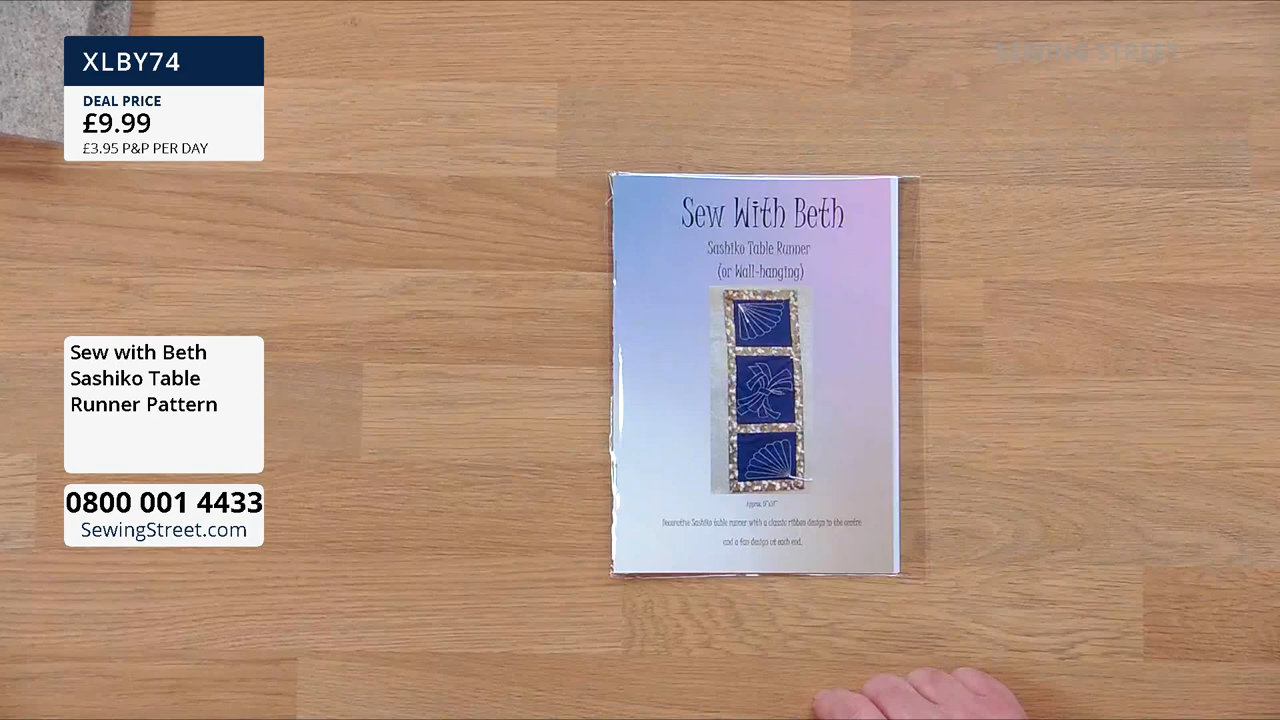 XLBY74
DEAL PRICE
£9.99
£3.95 P&P PER DAY
SEWING STREET
Sew With Beth
Sashiko Table Runner
(or Wall-hanging)
Sew with Beth
Sashiko Table
Runner Pattern
0800 001 4433
SewingStreet.com
Decorative Sashiko table runner with a classic ribbon design in the centre
and a fan design at each end.